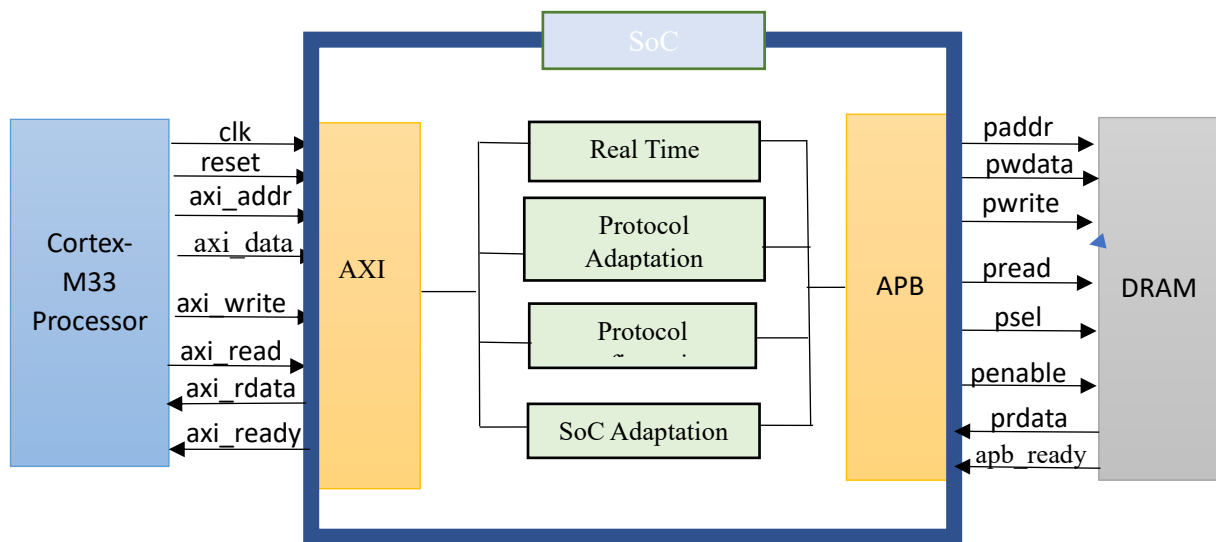 SoC
clk
reset
axi_addr
axi_data
axi_write
axi_read
axi_rdata
axi_ready
Cortex-
M33
Processor
AXI
Real Time
Protocol
Adaptation
Protocol
SoC Adaptation
APB
paddr
pwdata
pwrite
pread
psel
penable
prdata
apb_ready
DRAM